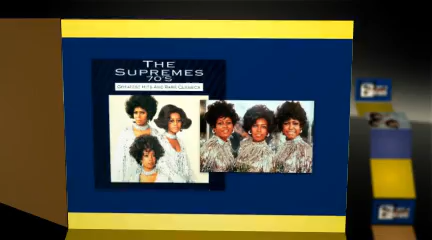 THE
SUPREMES
70'S
GREATEST HITS AND RARE CLASSICS